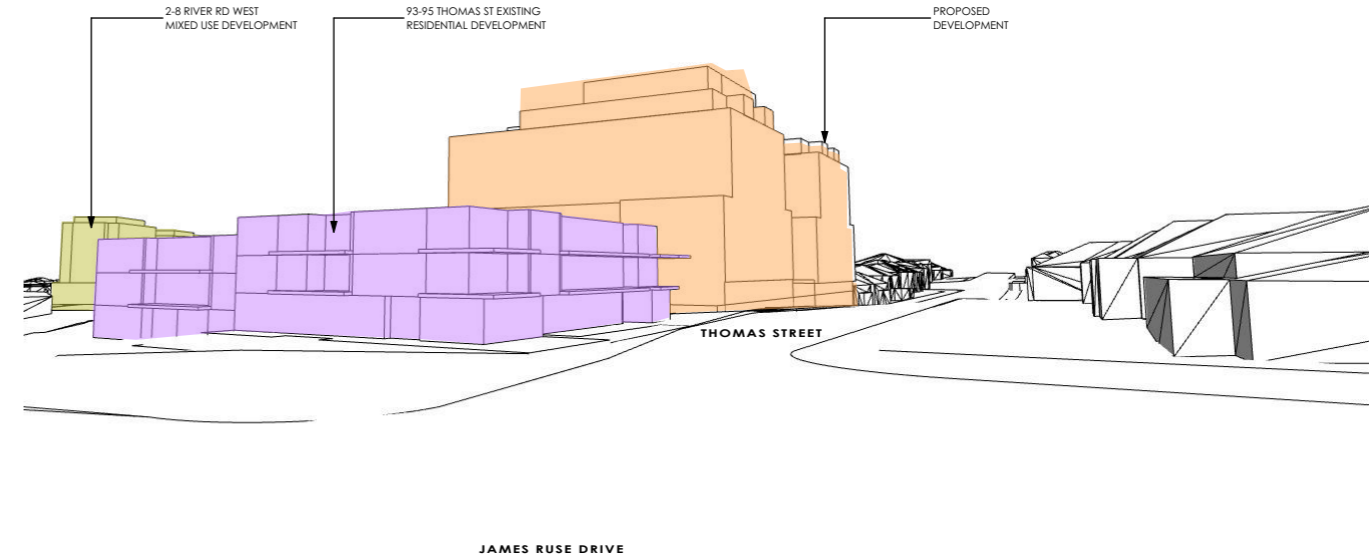 2-8 RIVER RD WEST
MIXED USE DEVELOPMENT
93-95 THOMAS ST EXISTING
RESIDENTIAL DEVELOPMENT
PROPOSED
DEVELOPMENT
THOMAS STREET
JAMES RUSE DRIVE